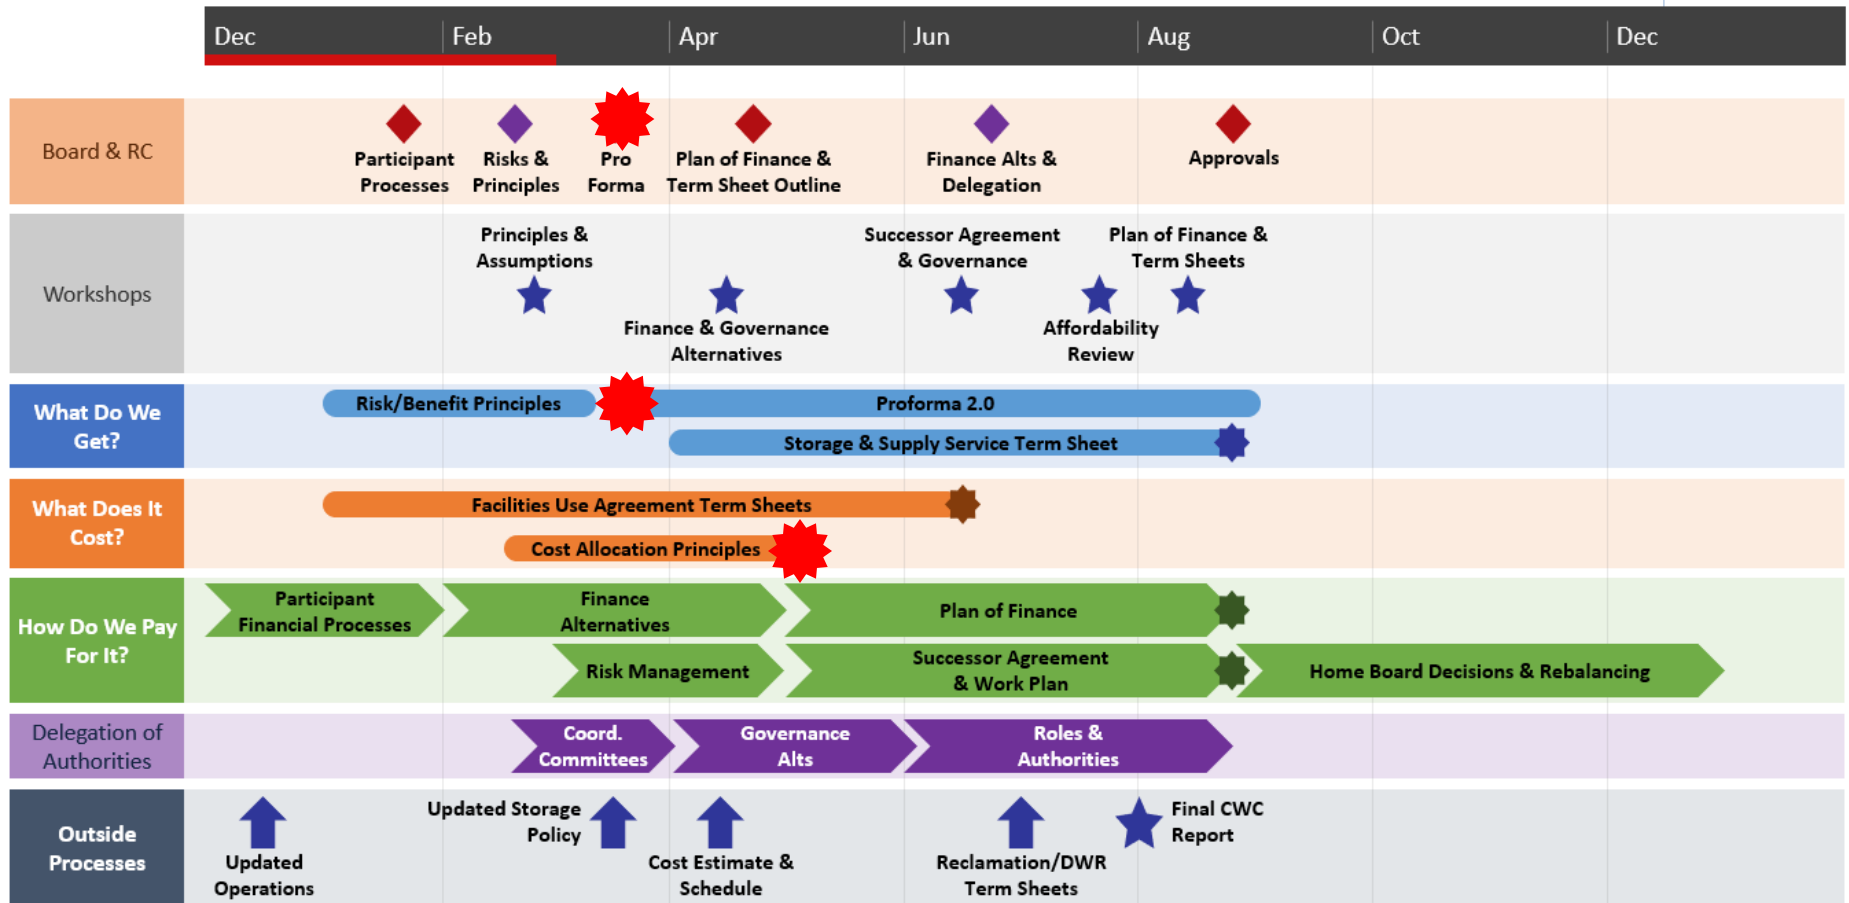 Dec
Feb
Apr
Jun
Aug
Oct
Dec
Board & RC
Participant
Processes
Risks &
Principles
Pro
Forma
Plan of Finance &
Term Sheet Outline
Finance Alts &
Delegation
Approvals
Workshops
Principles &
Assumptions
Finance & Governance
Alternatives
Successor Agreement
& Governance
Affordability
Review
Plan of Finance &
Term Sheets
What Do We
Get?
Risk/Benefit Principles
Proforma 2.0
Storage & Supply Service Term Sheet
What Does It
Cost?
Facilities Use Agreement Term Sheets
Cost Allocation Principles
How Do We Pay
For It?
Participant
Financial Processes
Finance
Alternatives
Plan of Finance
Risk Management
Successor Agreement
& Work Plan
Home Board Decisions & Rebalancing
Delegation of
Authorities
Coord.
Committees
Governance
Alts
Roles &
Authorities
Outside
Processes
Updated
Operations
Updated Storage
Policy
Cost Estimate &
Schedule
Reclamation/DWR
Term Sheets
Final CWC
Report